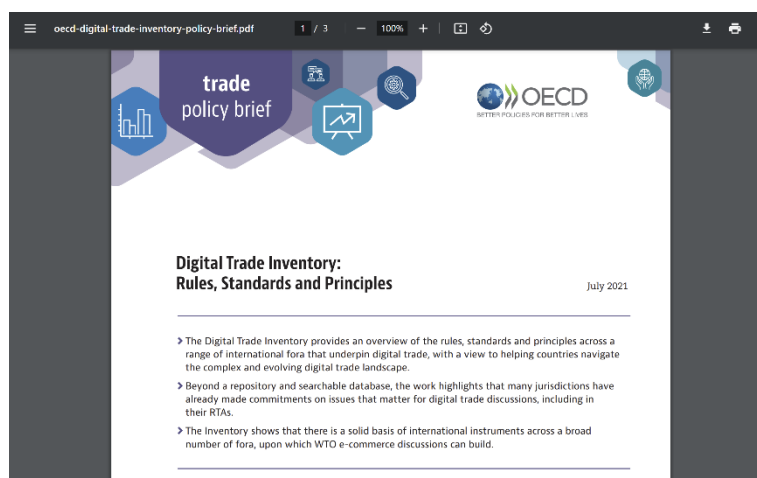 oecd-digital-trade-inventory-policy-brief.pdf
1 / 3
100%
trade
policy brief
OECD
BETTER POLICIES FOR BETTER LIVES
Digital Trade Inventory:
Rules, Standards and Principles
July 2021
The Digital Trade Inventory provides an overview of the rules, standards and principles across a
range of international fora that underpin digital trade, with a view to helping countries navigate
the complex and evolving digital trade landscape.
Beyond a repository and searchable database, the work highlights that many jurisdictions have
already made commitments on issues that matter for digital trade discussions, including in
their RTAs.
The Inventory shows that there is a solid basis of international instruments across a broad
number of fora, upon which WTO e-commerce discussions can build.